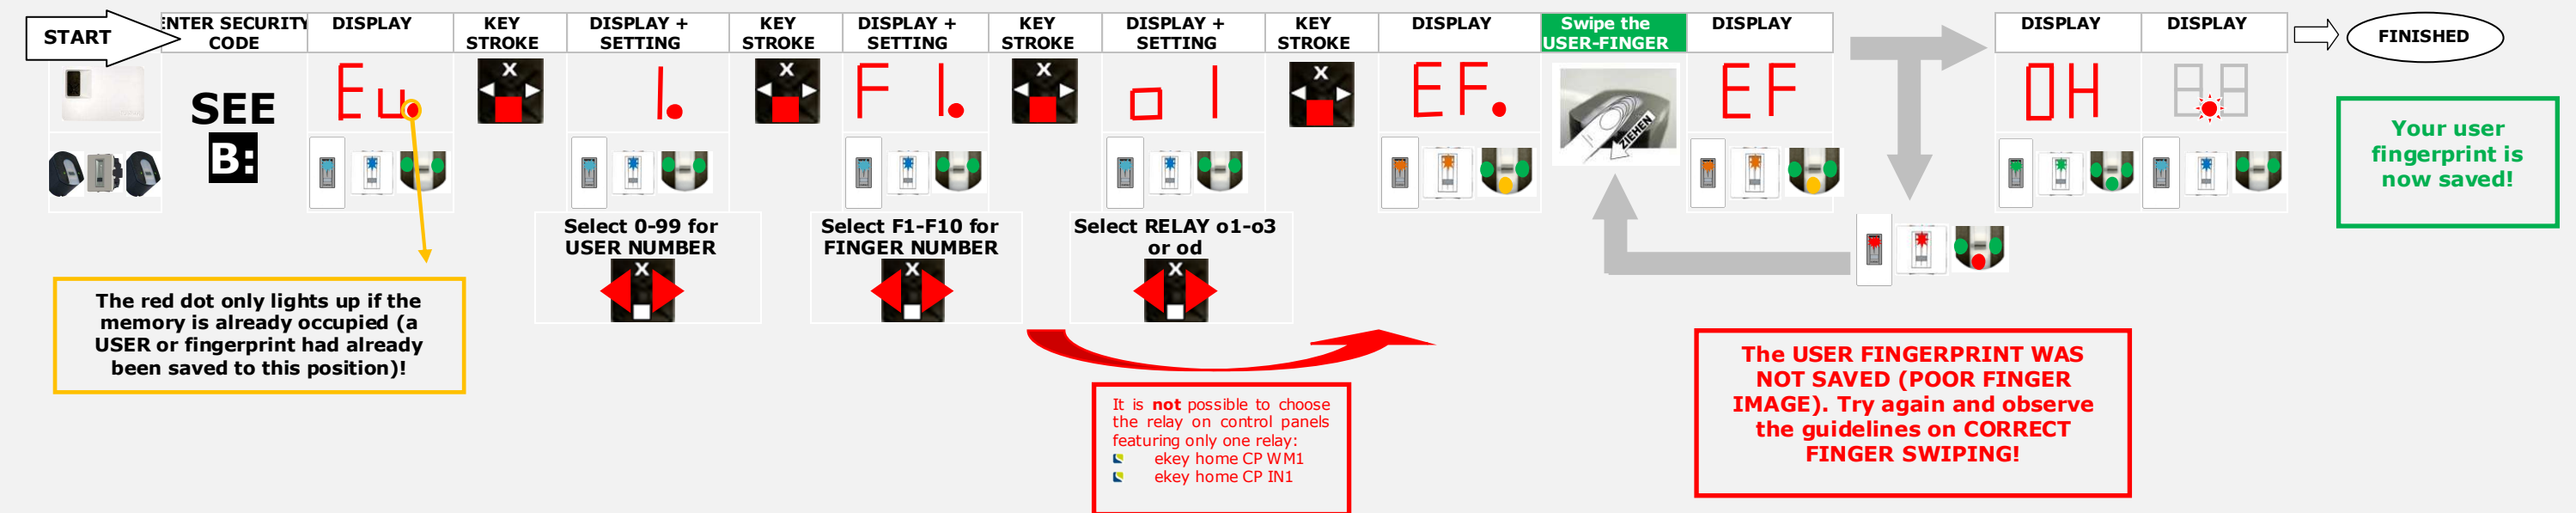 START
ENTER SECURITY
CODE
DISPLAY
KEY
STROKE
DISPLAY +
SETTING
KEY
STROKE
DISPLAY +
SETTING
KEY
STROKE
DISPLAY +
SETTING
KEY
STROKE
DISPLAY
Swipe the
USER-FINGER
DISPLAY
DISPLAY
DISPLAY
FINISHED
SEE
B:
Eu.
X
1.
X
F 1.
X
o 1
X
EF.
ZIEHEN
EF
OH
8.8
Your user
fingerprint is
now saved!
Select 0-99 for
USER NUMBER
X
Select F1-F10 for
FINGER NUMBER
X
Select RELAY o1-o3
or od
X
The red dot only lights up if the
memory is already occupied (a
USER or fingerprint had already
been saved to this position)!
It is not possible to choose
the relay on control panels
featuring only one relay:
ekey home CP WM1
ekey home CP IN1
The USER FINGERPRINT WAS
NOT SAVED (POOR FINGER
IMAGE). Try again and observe
the guidelines on CORRECT
FINGER SWIPING!